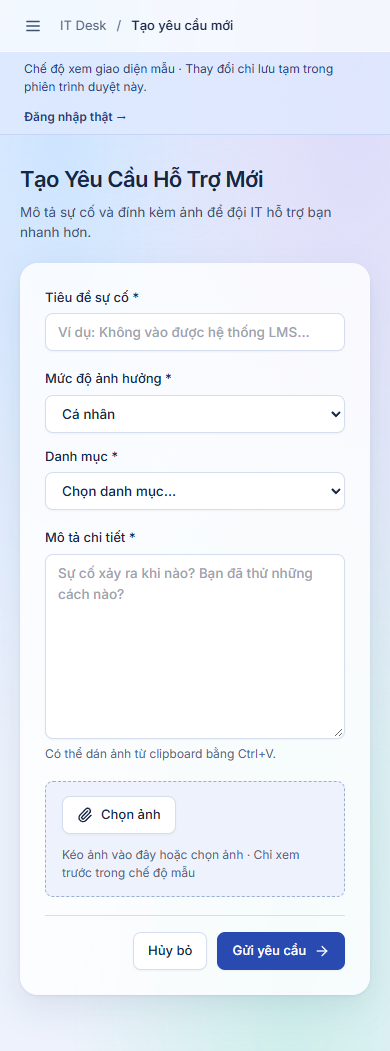 IT Desk / Tạo yêu cầu mới
Chế độ xem giao diện mẫu · Thay đổi chỉ lưu tạm trong
phiên trình duyệt này.
Đăng nhập thật →
Tạo Yêu Cầu Hỗ Trợ Mới
Mô tả sự cố và đính kèm ảnh để đội IT hỗ trợ bạn
nhanh hơn.
Tiêu đề sự cố *
Ví dụ: Không vào được hệ thống LMS...
Mức độ ảnh hưởng *
Cá nhân
Danh mục *
Chọn danh mục...
Mô tả chi tiết *
Sự cố xảy ra khi nào? Bạn đã thử những
cách nào?
Có thể dán ảnh từ clipboard bằng Ctrl+V.
Chọn ảnh
Kéo ảnh vào đây hoặc chọn ảnh · Chỉ xem
trước trong chế độ mẫu
Hủy bỏ
Gửi yêu cầu →